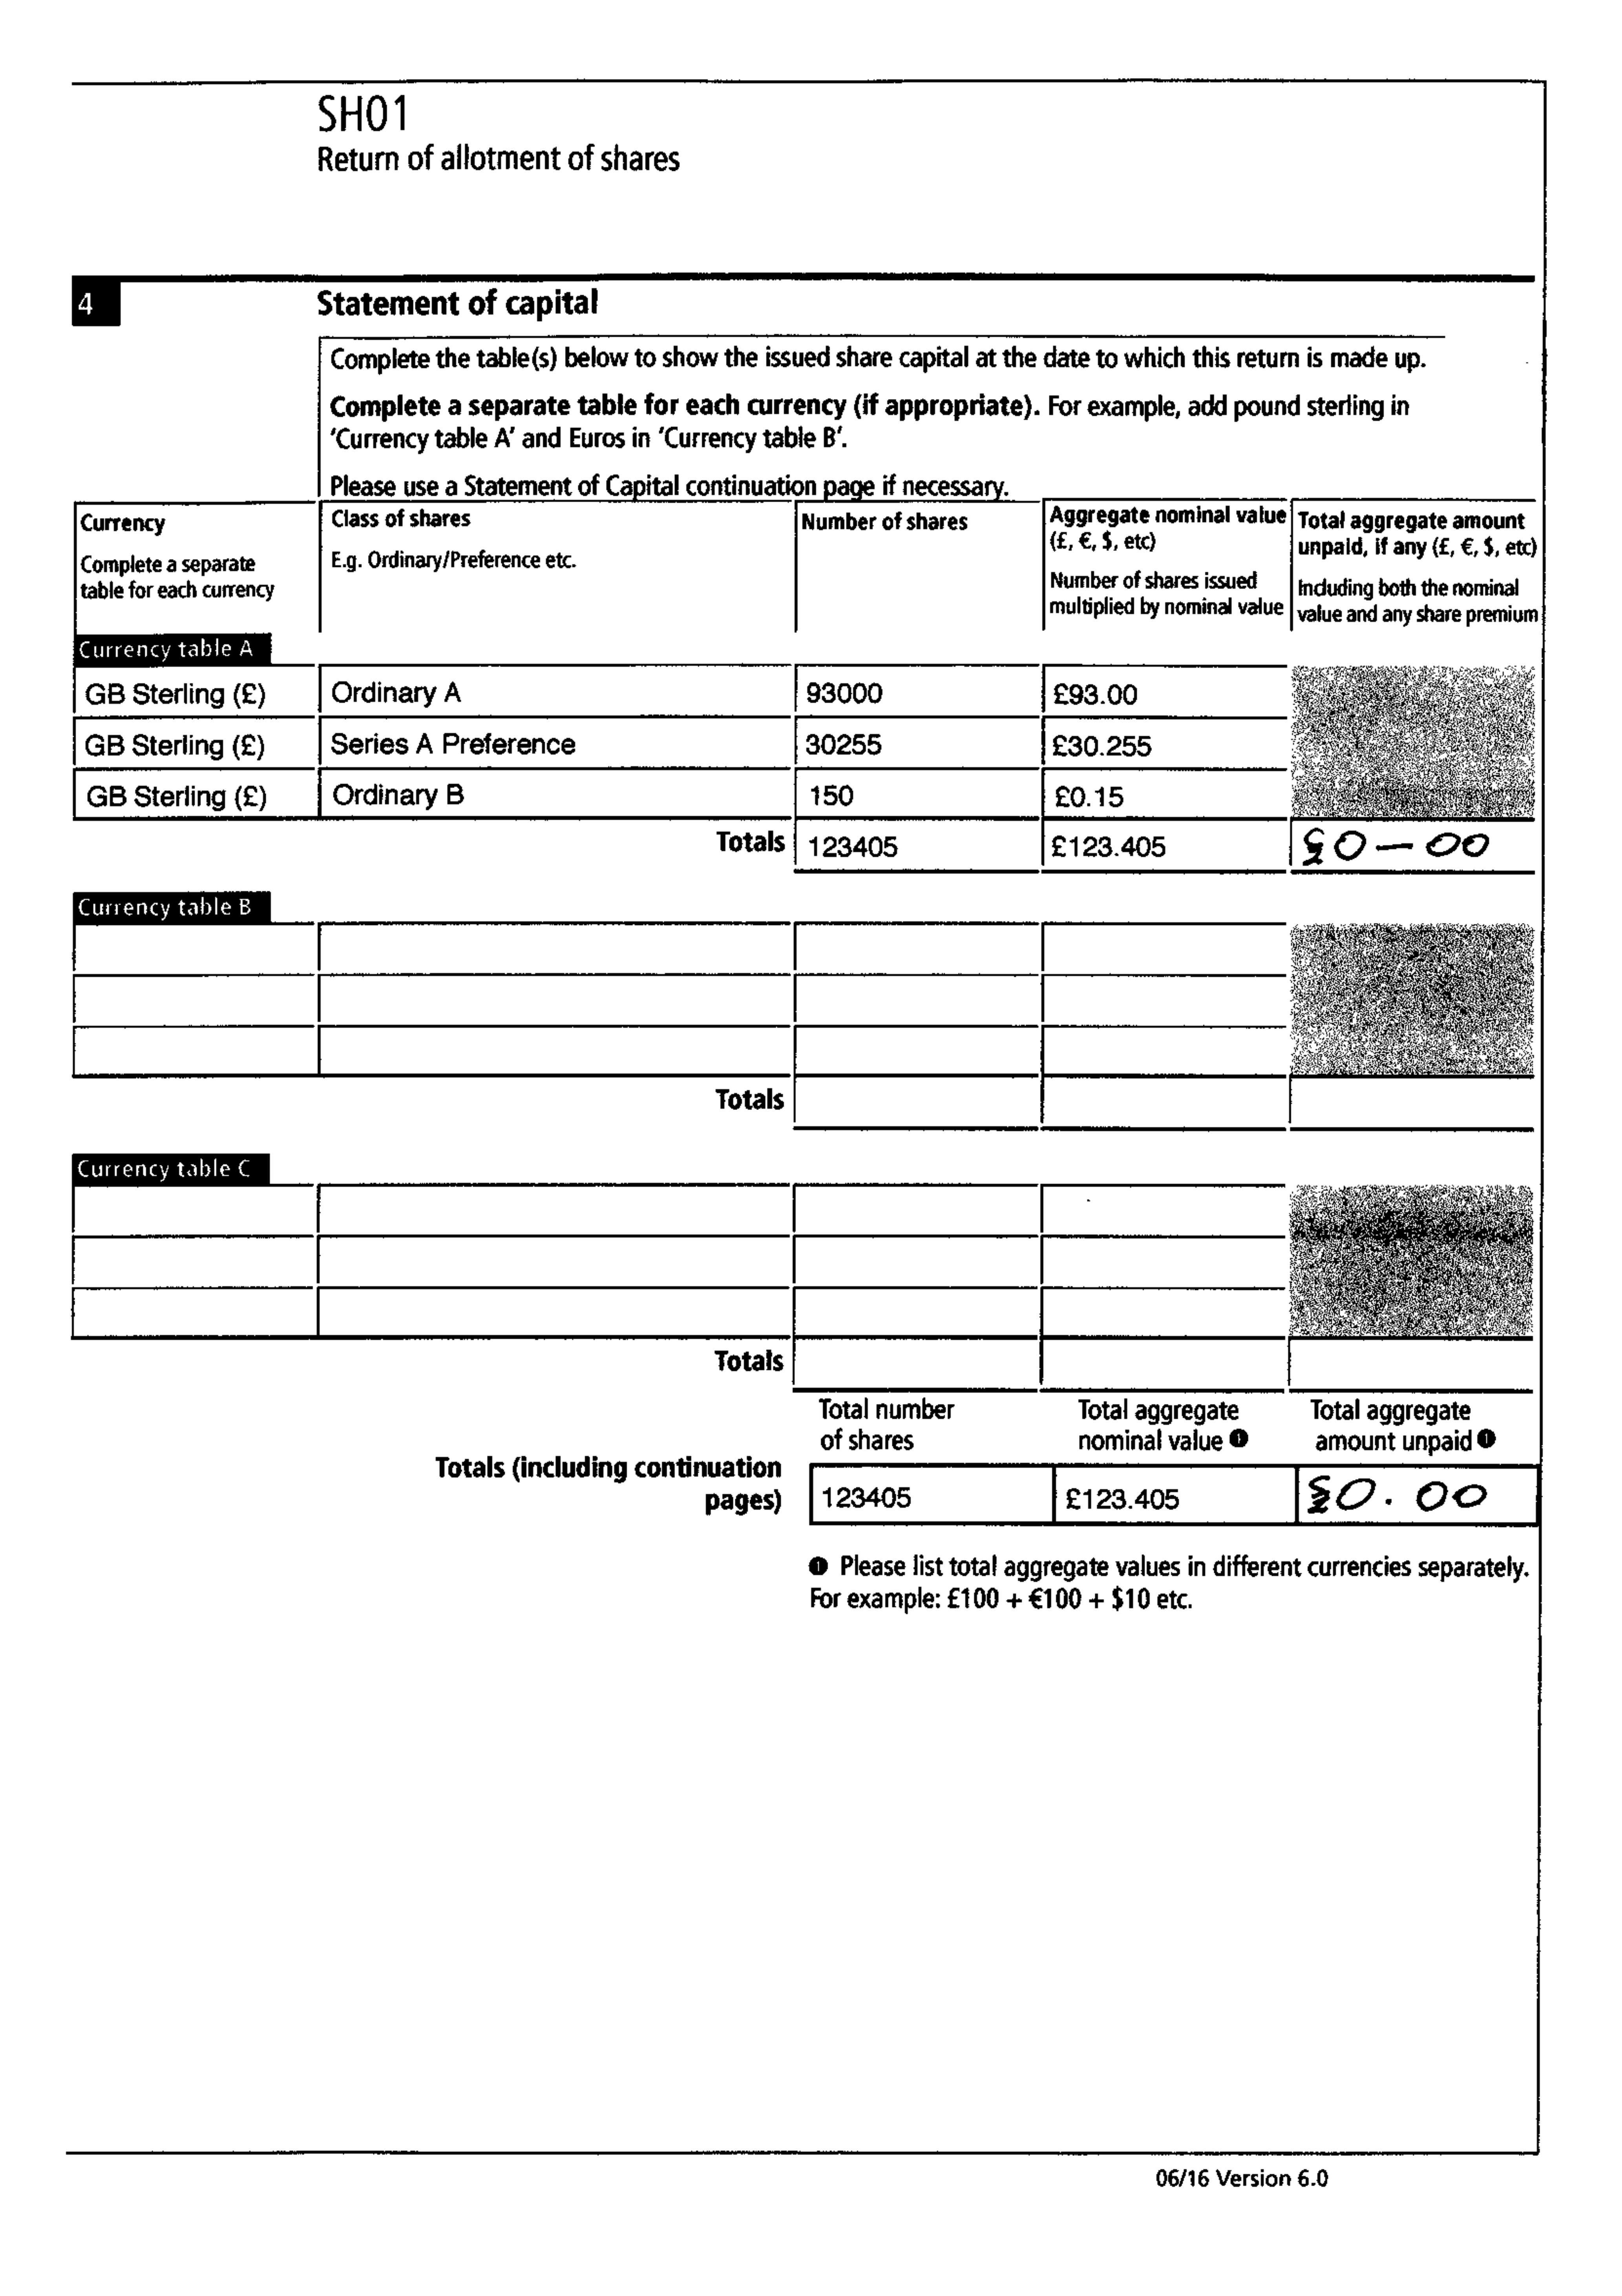 SH01
Return of allotment of shares
4
Statement of capital
Complete the table(s) below to show the issued share capital at the date to which this return is made up.
Complete a separate table for each currency (if appropriate). For example, add pound sterling in
'Currency table A' and Euros in 'Currency table B'.
Please use a Statement of Capital continuation page if necessary.
Currency
Complete a separate
table for each currency
Class of shares
E.g. Ordinary/Preference etc.
Number of shares
Aggregate nominal value
(£, €, $, etc)
Number of shares issued
multiplied by nominal value
Total aggregate amount
unpaid, if any (£, €, $, etc)
Including both the nominal
value and any share premium
Currency table A
GB Sterling (£) Ordinary A 93000 £93.00
GB Sterling (£) Series A Preference 30255 £30.255
GB Sterling (£) Ordinary B 150 £0.15
Totals 123405 £123.405 £0—00
Currency table B
Totals
Currency table C
Totals
Total number
of shares
Total aggregate
nominal value ❶
Total aggregate
amount unpaid ❶
Totals (including continuation
pages)
123405 £123.405 £0.00
❶ Please list total aggregate values in different currencies separately.
For example: £100 + €100 + $10 etc.
06/16 Version 6.0